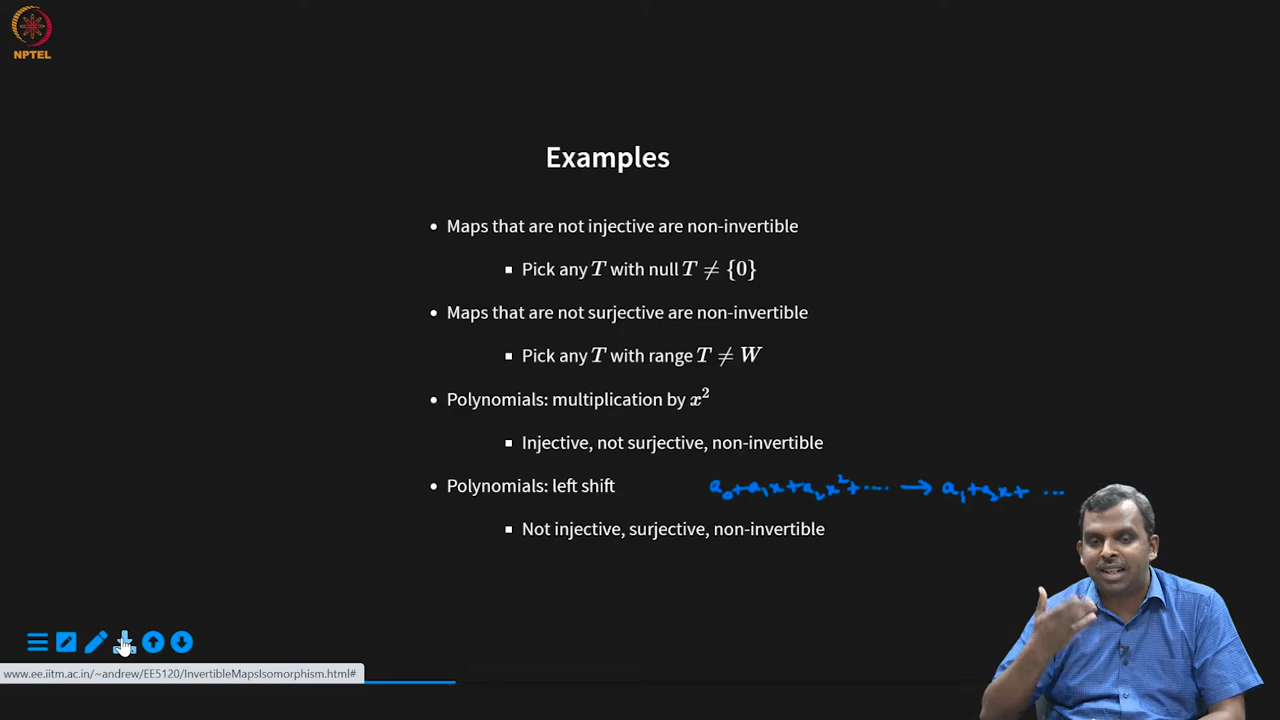 NPTEL
Examples
• Maps that are not injective are non-invertible
▪ Pick any T with null T ≠ {0}
• Maps that are not surjective are non-invertible
▪ Pick any T with range T ≠ W
• Polynomials: multiplication by x²
▪ Injective, not surjective, non-invertible
• Polynomials: left shift a₀+a₁x+a₂x²+.... → a₁+a₂x+ ...
▪ Not injective, surjective, non-invertible
www.ee.iitm.ac.in/~andrew/EE5120/InvertibleMapsIsomorphism.html#